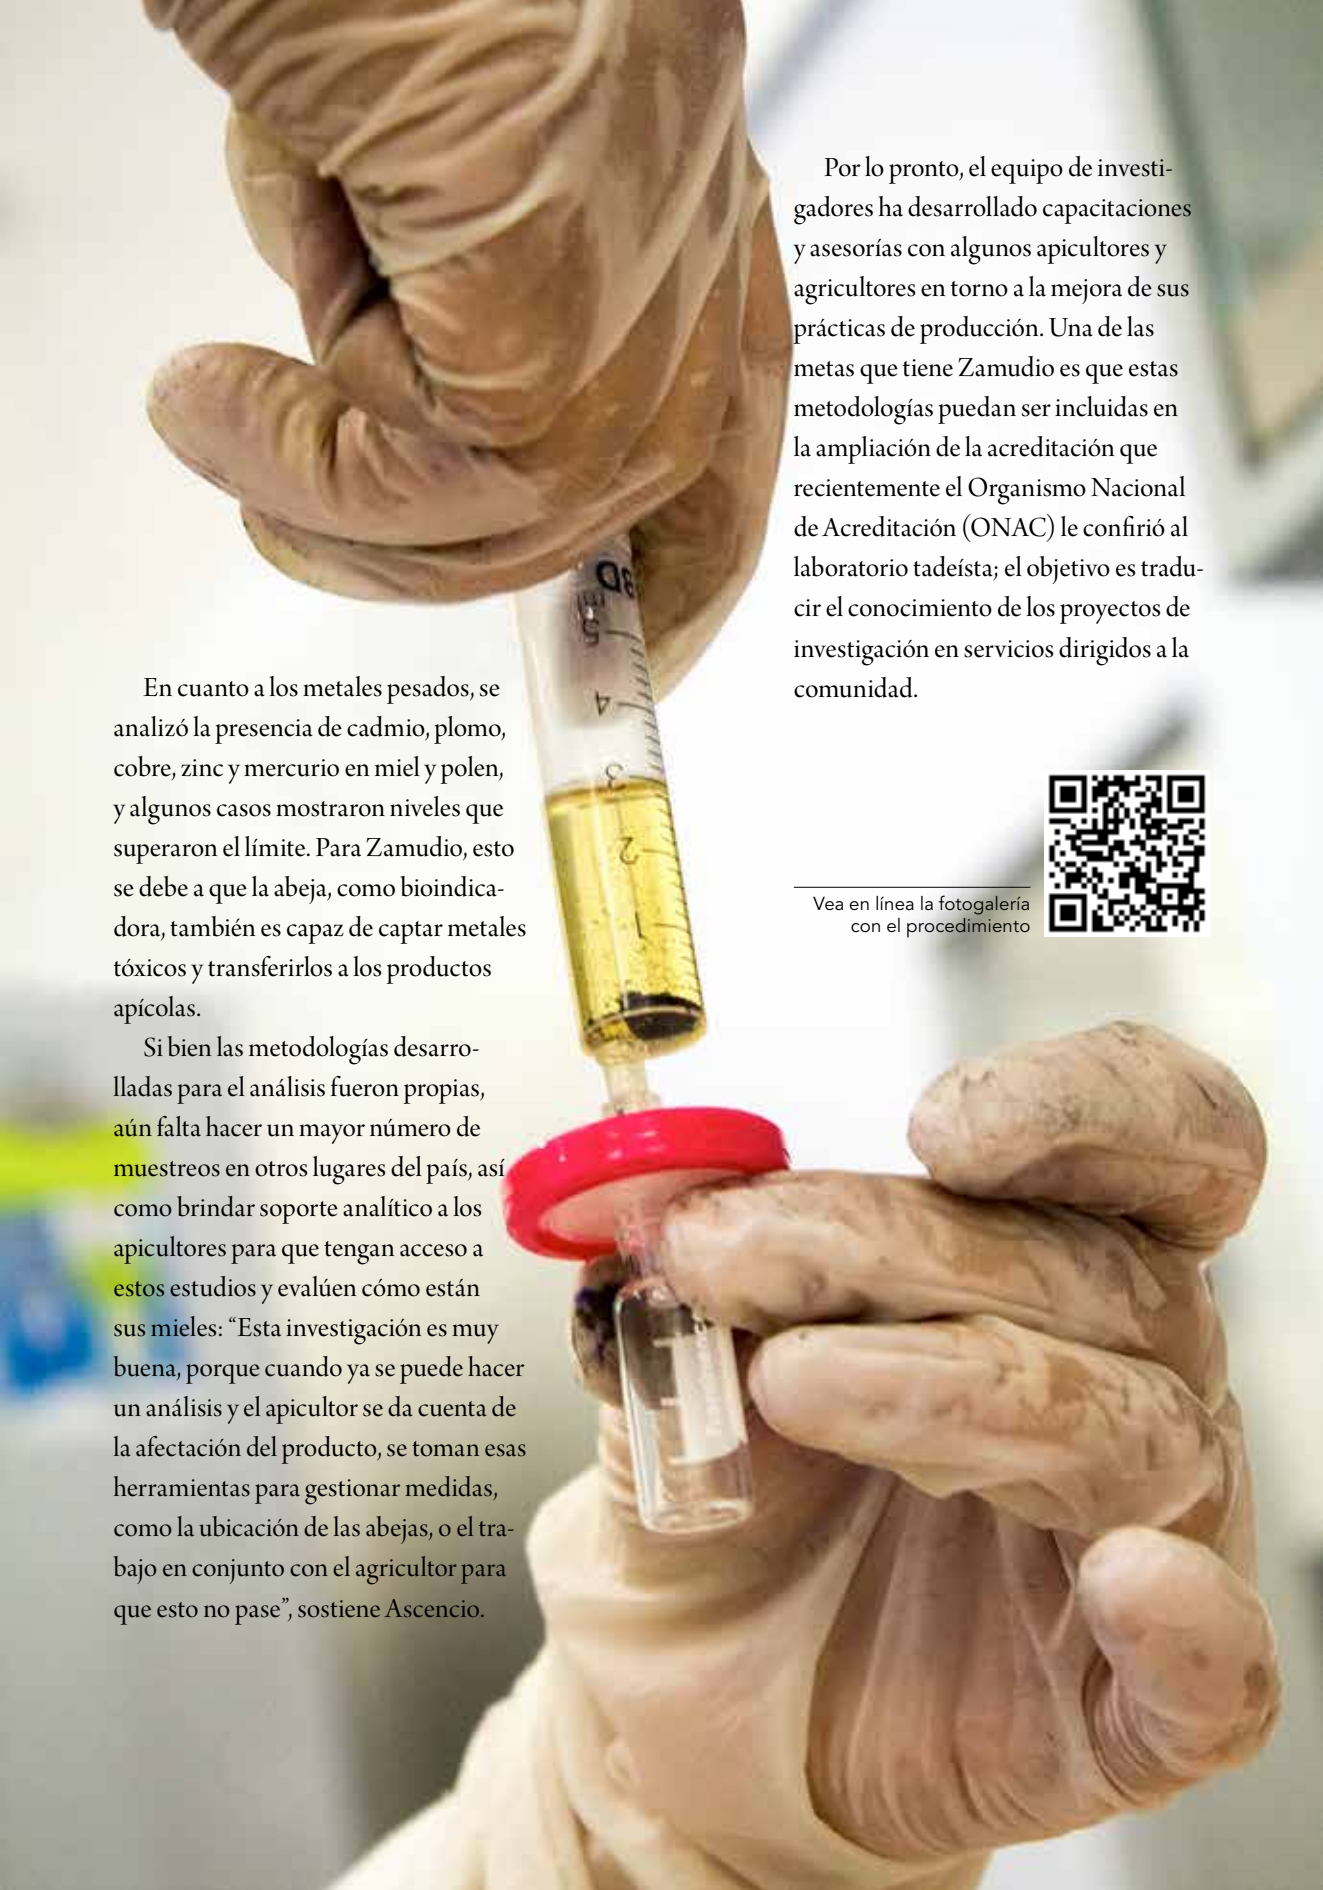 En cuanto a los metales pesados, se
analizó la presencia de cadmio, plomo,
cobre, zinc y mercurio en miel y polen,
y algunos casos mostraron niveles que
superaron el límite. Para Zamudio, esto
se debe a que la abeja, como bioindica-
dora, también es capaz de captar metales
tóxicos y transferirlos a los productos
apícolas.
Si bien las metodologías desarro-
lladas para el análisis fueron propias,
aún falta hacer un mayor número de
muestreos en otros lugares del país, así
como brindar soporte analítico a los
apicultores para que tengan acceso a
estos estudios y evalúen cómo están
sus mieles: “Esta investigación es muy
buena, porque cuando ya se puede hacer
un análisis y el apicultor se da cuenta de
la afectación del producto, se toman esas
herramientas para gestionar medidas,
como la ubicación de las abejas, o el tra-
bajo en conjunto con el agricultor para
que esto no pase”, sostiene Ascencio.
Por lo pronto, el equipo de investi-
gadores ha desarrollado capacitaciones
y asesorías con algunos apicultores y
agricultores en torno a la mejora de sus
prácticas de producción. Una de las
metas que tiene Zamudio es que estas
metodologías puedan ser incluidas en
la ampliación de la acreditación que
recientemente el Organismo Nacional
de Acreditación (ONAC) le confirió al
laboratorio tadeísta; el objetivo es tradu-
cir el conocimiento de los proyectos de
investigación en servicios dirigidos a la
comunidad.
Vea en línea la fotogalería
con el procedimiento
BD
5
4
3
2
1